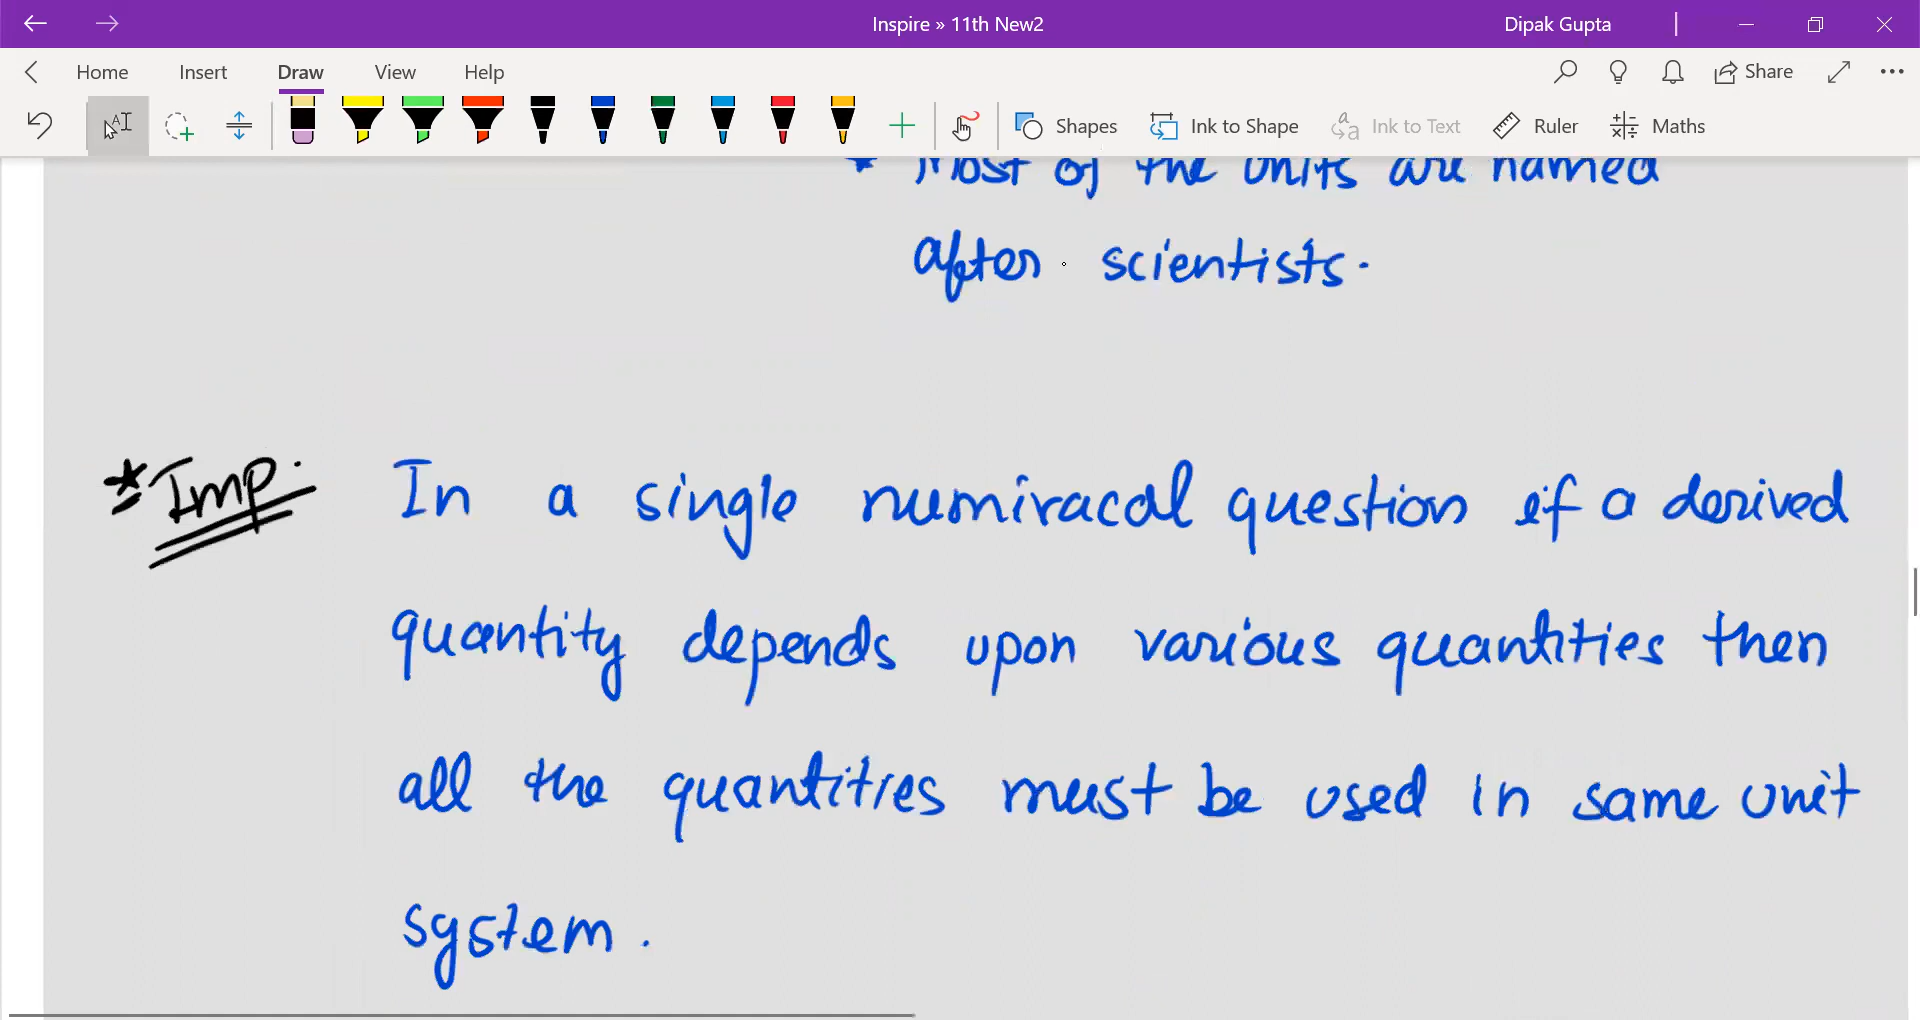 Inspire » 11th New2
Dipak Gupta
Home Insert Draw View Help
Share
Shapes Ink to Shape Ink to Text Ruler Maths
* Most of the units are named
after scientists.
*Imp. In a single numiracal question if a derived
quantity depends upon various quantities then
all the quantities must be used in same unit
system.